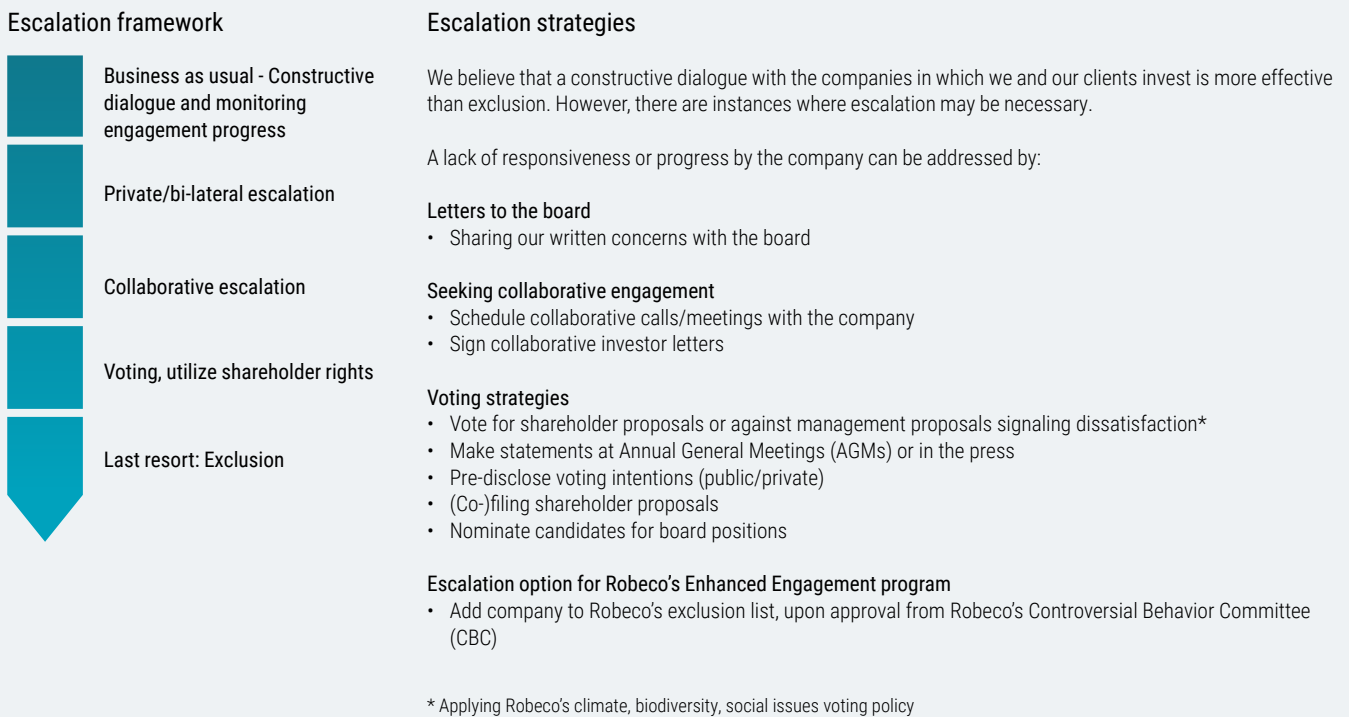 Escalation framework
Business as usual - Constructive
dialogue and monitoring
engagement progress
Private/bi-lateral escalation
Collaborative escalation
Voting, utilize shareholder rights
Last resort: Exclusion
Escalation strategies
We believe that a constructive dialogue with the companies in which we and our clients invest is more effective
than exclusion. However, there are instances where escalation may be necessary.
A lack of responsiveness or progress by the company can be addressed by:
Letters to the board
• Sharing our written concerns with the board
Seeking collaborative engagement
• Schedule collaborative calls/meetings with the company
• Sign collaborative investor letters
Voting strategies
• Vote for shareholder proposals or against management proposals signaling dissatisfaction*
• Make statements at Annual General Meetings (AGMs) or in the press
• Pre-disclose voting intentions (public/private)
• (Co-)filing shareholder proposals
• Nominate candidates for board positions
Escalation option for Robeco’s Enhanced Engagement program
• Add company to Robeco’s exclusion list, upon approval from Robeco’s Controversial Behavior Committee
(CBC)
* Applying Robeco’s climate, biodiversity, social issues voting policy